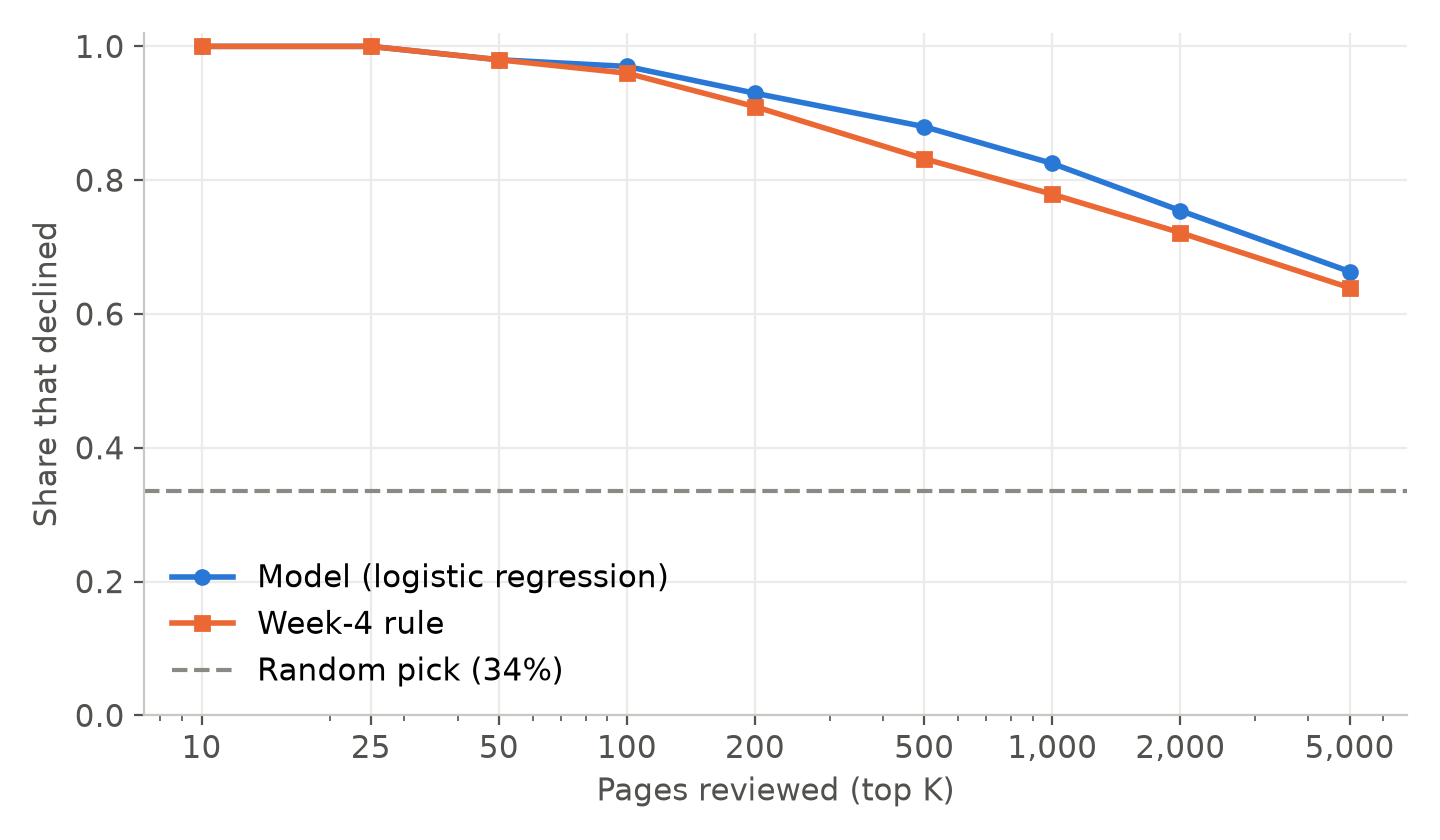 1.0
0.8
0.6
0.4
0.2
0.0
Share that declined
Model (logistic regression)
Week-4 rule
Random pick (34%)
10 25 50 100 200 500 1,000 2,000 5,000
Pages reviewed (top K)